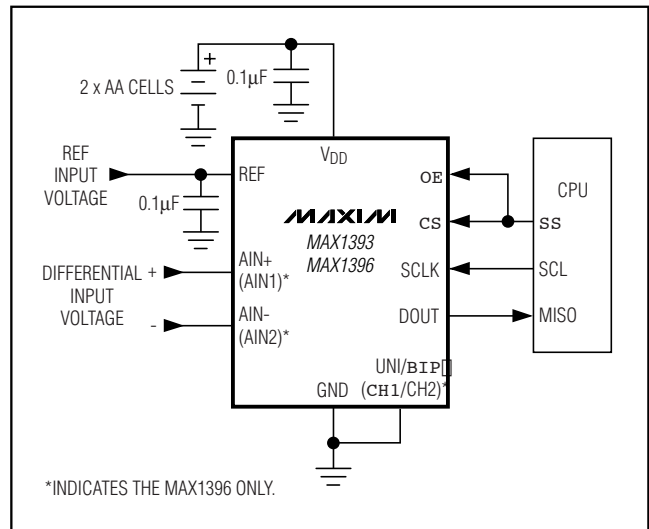 +
2 x AA CELLS
0.1µF
VDD
REF
INPUT
VOLTAGE
0.1µF
REF
OE
CPU
MAXIM
MAX1393
MAX1396
CS
SS
DIFFERENTIAL +
INPUT
VOLTAGE
-
AIN+
(AIN1)*
AIN-
(AIN2)*
SCLK
SCL
DOUT
MISO
UNI/BIP
(CH1/CH2)*
GND
*INDICATES THE MAX1396 ONLY.